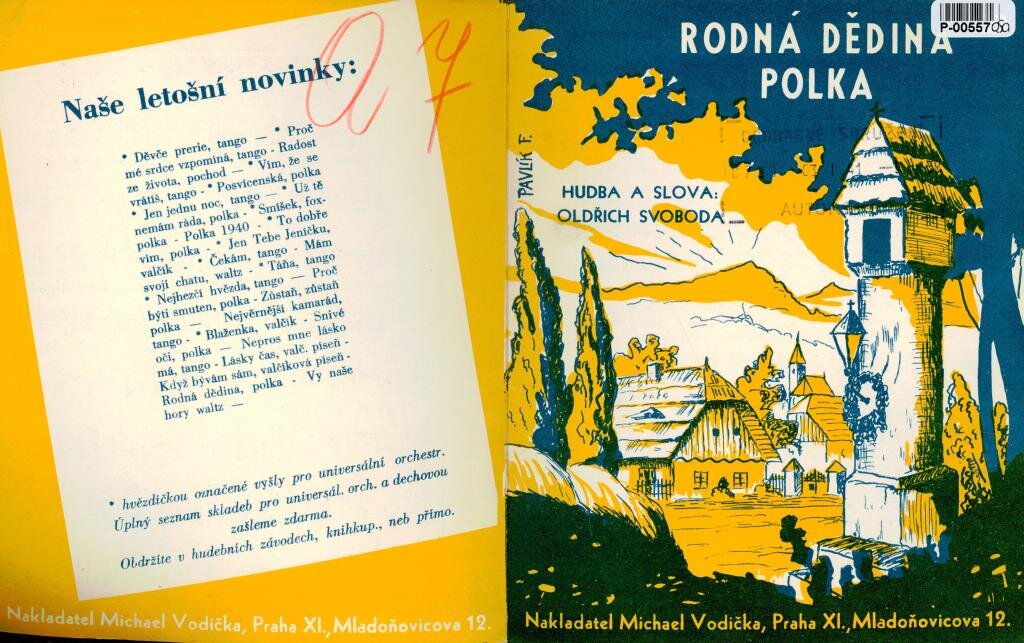 Naše letošní novinky:
* Děvče prerie, tango — * Proč
mé srdce vzpomíná, tango - Radost
ze života, pochod — * Vím, že se
vrátíš, tango - * Posvícenská, polka
* Jen jednu noc, tango — * Už tě
nemám ráda, polka - * Smíšek, fox-
polka - Polka 1940 - * To dobře
vím, polka - * Jen Tebe Jeníčku,
valčík - * Čekám, tango - Mám
svoji chatu, waltz - * Táňa, tango
* Nejhezčí hvězda, tango — Proč
býti smuten, polka - Zůstaň, zůstaň
polka — Nejvěrnější kamarád,
tango - * Blaženka, valčik - Snivé
oči, polka — Nepros mne lásko
má, tango - Lásky čas, valč. píseň -
Když bývám sám, valčíková píseň -
Rodná dědina, polka - Vy naše
hory waltz —
* hvězdičkou označené vyšly pro universální orchestr.
Úplný seznam skladeb pro universál. orch. a dechovou
zašleme zdarma.
Obdržíte v hudebních závodech, knihkup., neb přímo.
Nakladatel Michael Vodička, Praha XI., Mladoňovicova 12.
a 7
P-00557
RODNÁ DĚDINA
POLKA
PAVLÍK F.
HUDBA A SLOVA:
OLDŘICH SVOBODA
Nakladatel Michael Vodička, Praha XI., Mladoňovicova 12.